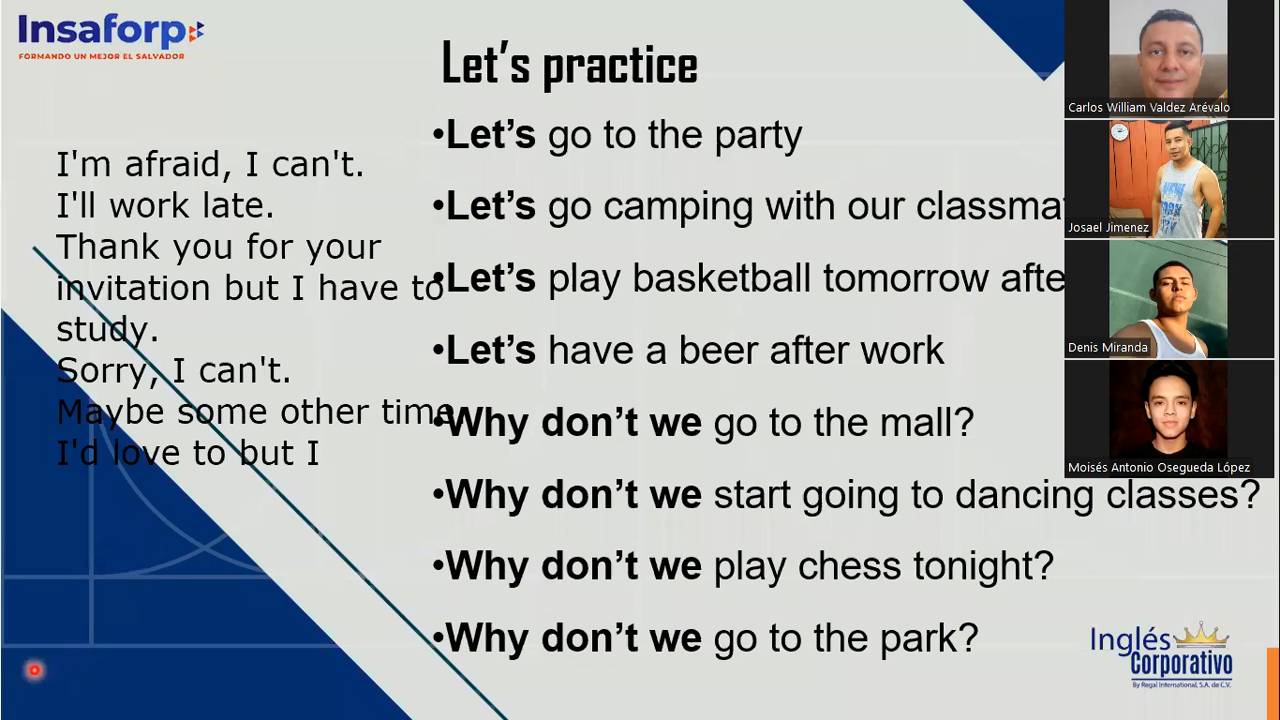 Insaforp
FORMANDO UN MEJOR EL SALVADOR
Let's practice
I'm afraid, I can't.
I'll work late.
Thank you for your
invitation but I have to
study.
Sorry, I can't.
Maybe some other time
I'd love to but I
•Let's go to the party
•Let's go camping with our
•Let's play basketball tomorrow
•Let's have a beer after work
•Why don't we go to the mall?
•Why don't we start going to dancing classes?
•Why don't we play chess tonight?
•Why don't we go to the park?
Carlos William Valdez Arévalo
Josael Jimenez
Denis Miranda
Moisés Antonio Osegueda López
Inglés
Corporativo
By Regal International, S.A. de C.V.